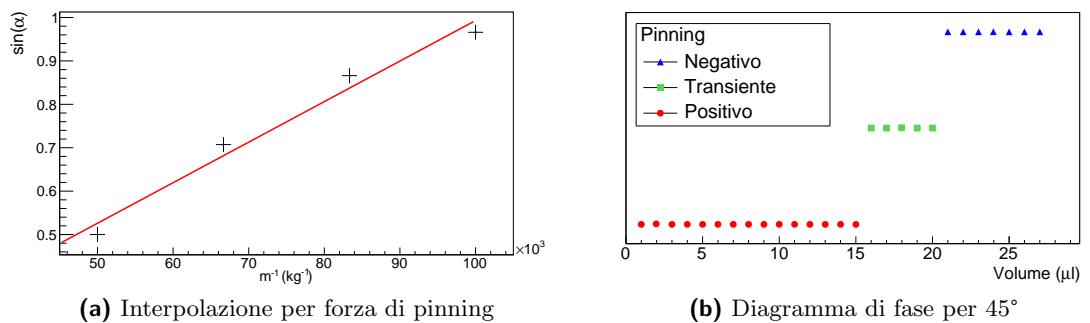 sin(α)
1
0.9
0.8
0.7
0.6
0.5
50 60 70 80 90 100
×10³
m⁻¹ (kg⁻¹)
(a) Interpolazione per forza di pinning
Pinning
Negativo
Transiente
Positivo
0 5 10 15 20 25
Volume (μl)
(b) Diagramma di fase per 45°